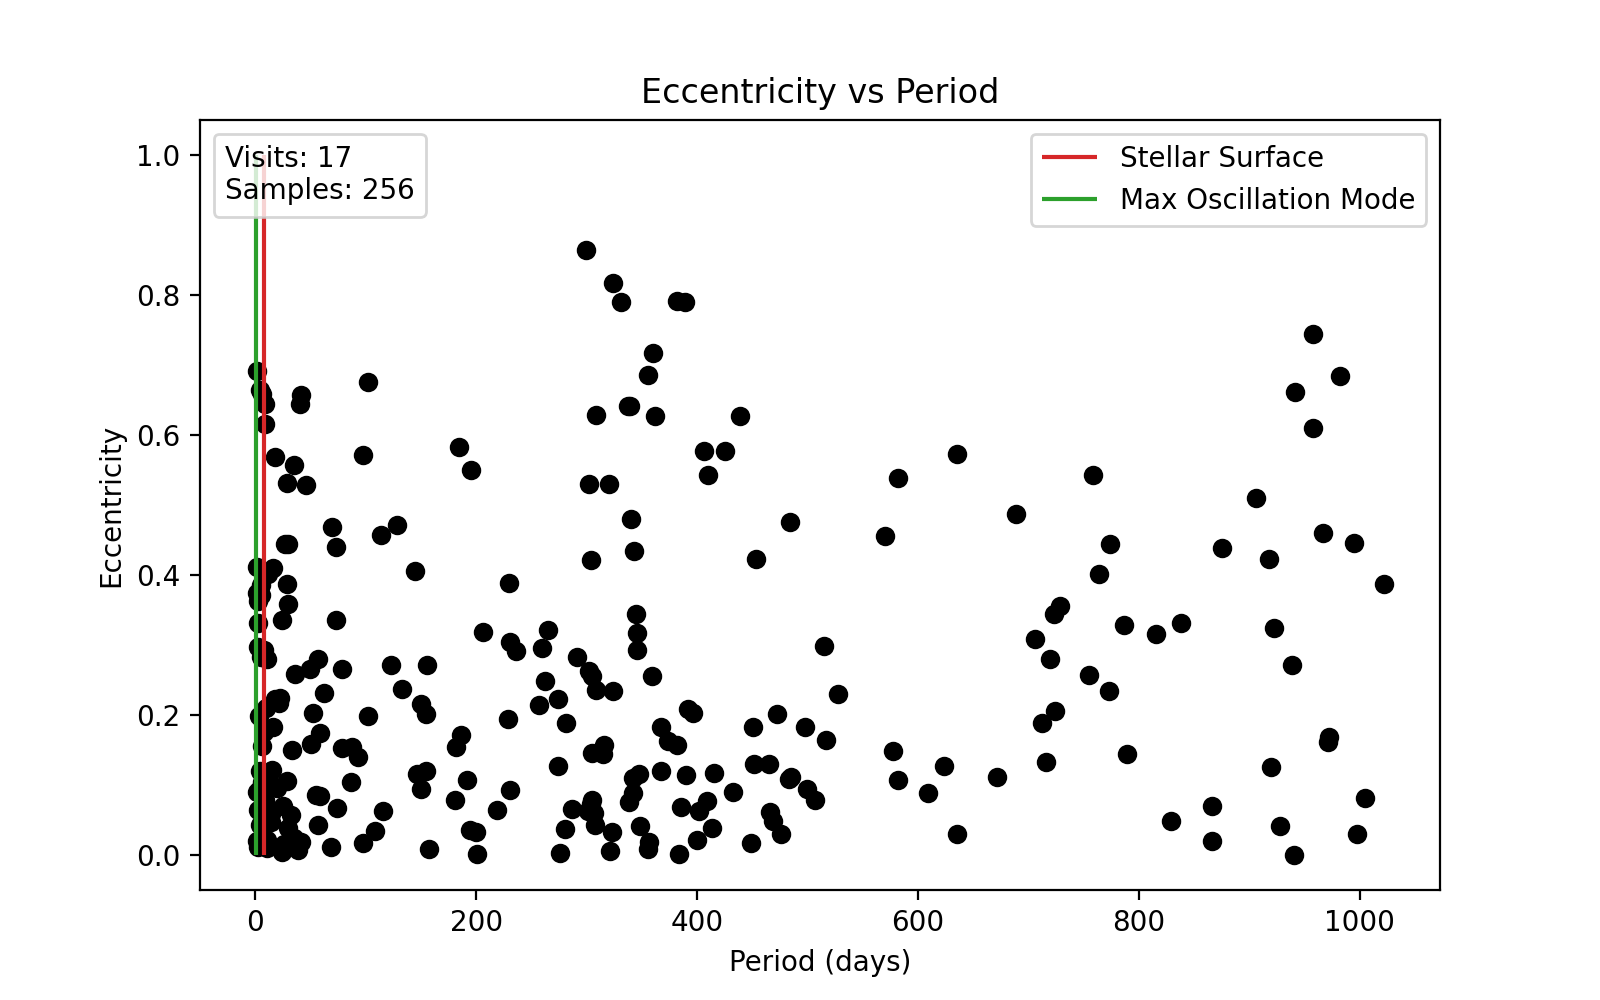 Eccentricity vs Period
Visits: 17
Samples: 256
Stellar Surface
Max Oscillation Mode
1.0
0.8
0.6
0.4
0.2
0.0
Eccentricity
0 200 400 600 800 1000
Period (days)